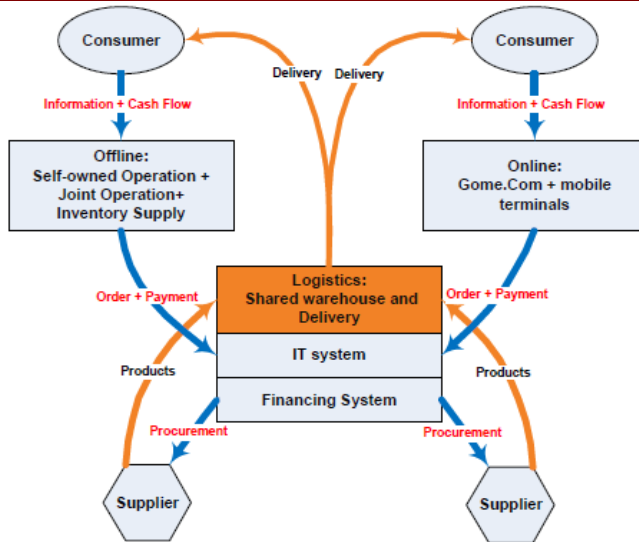 Consumer
Consumer
Delivery
Delivery
Information + Cash Flow
Information + Cash Flow
Offline:
Self-owned Operation +
Joint Operation+
Inventory Supply
Online:
Gome.Com + mobile
terminals
Logistics:
Shared warehouse and
Delivery
Order + Payment
Order + Payment
IT system
Products
Products
Financing System
Procurement
Procurement
Supplier
Supplier